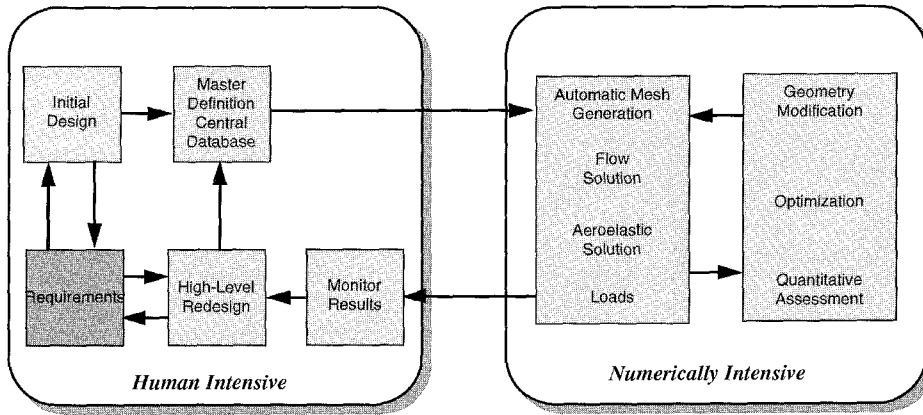 Initial
Design
Master
Definition
Central
Database
Requirements
High-Level
Redesign
Monitor
Results
Human Intensive
Automatic Mesh
Generation
Flow
Solution
Aeroelastic
Solution
Loads
Geometry
Modification
Optimization
Quantitative
Assessment
Numerically Intensive